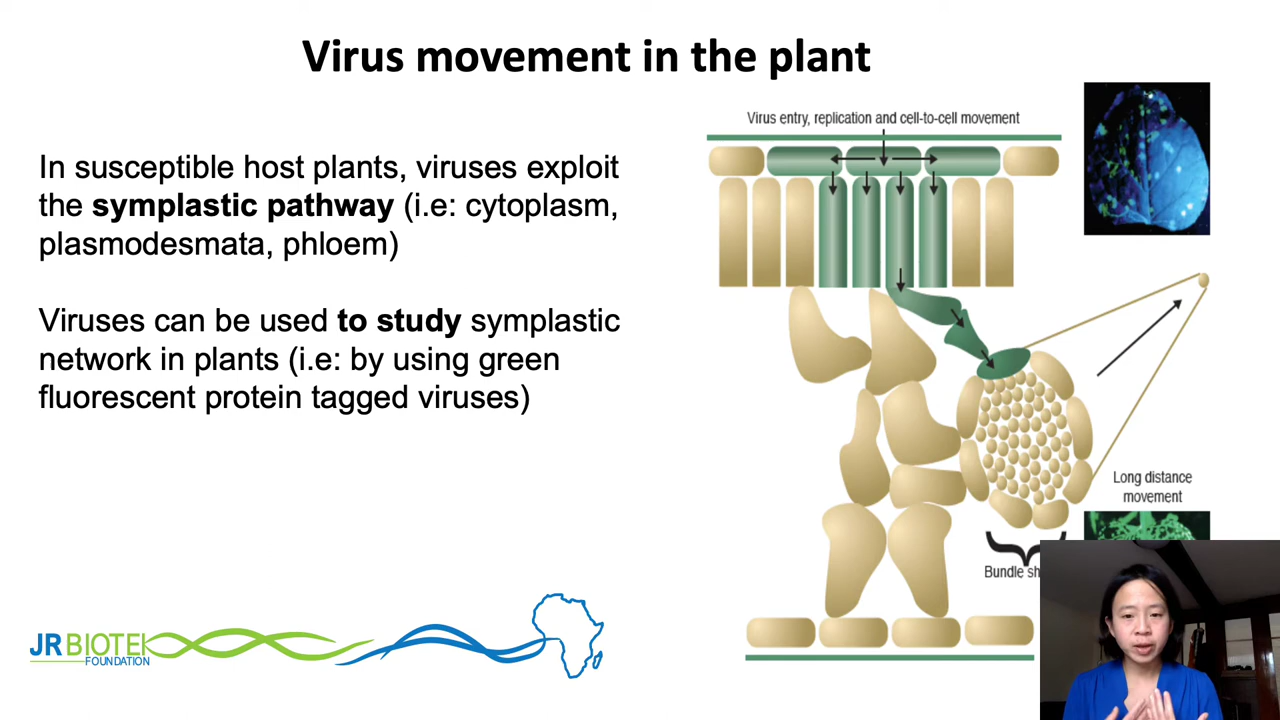 Virus movement in the plant
In susceptible host plants, viruses exploit
the symplastic pathway (i.e: cytoplasm,
plasmodesmata, phloem)
Viruses can be used to study symplastic
network in plants (i.e: by using green
fluorescent protein tagged viruses)
Virus entry, replication and cell-to-cell movement
Long distance
movement
Bundle
JR BIOTEK
FOUNDATION